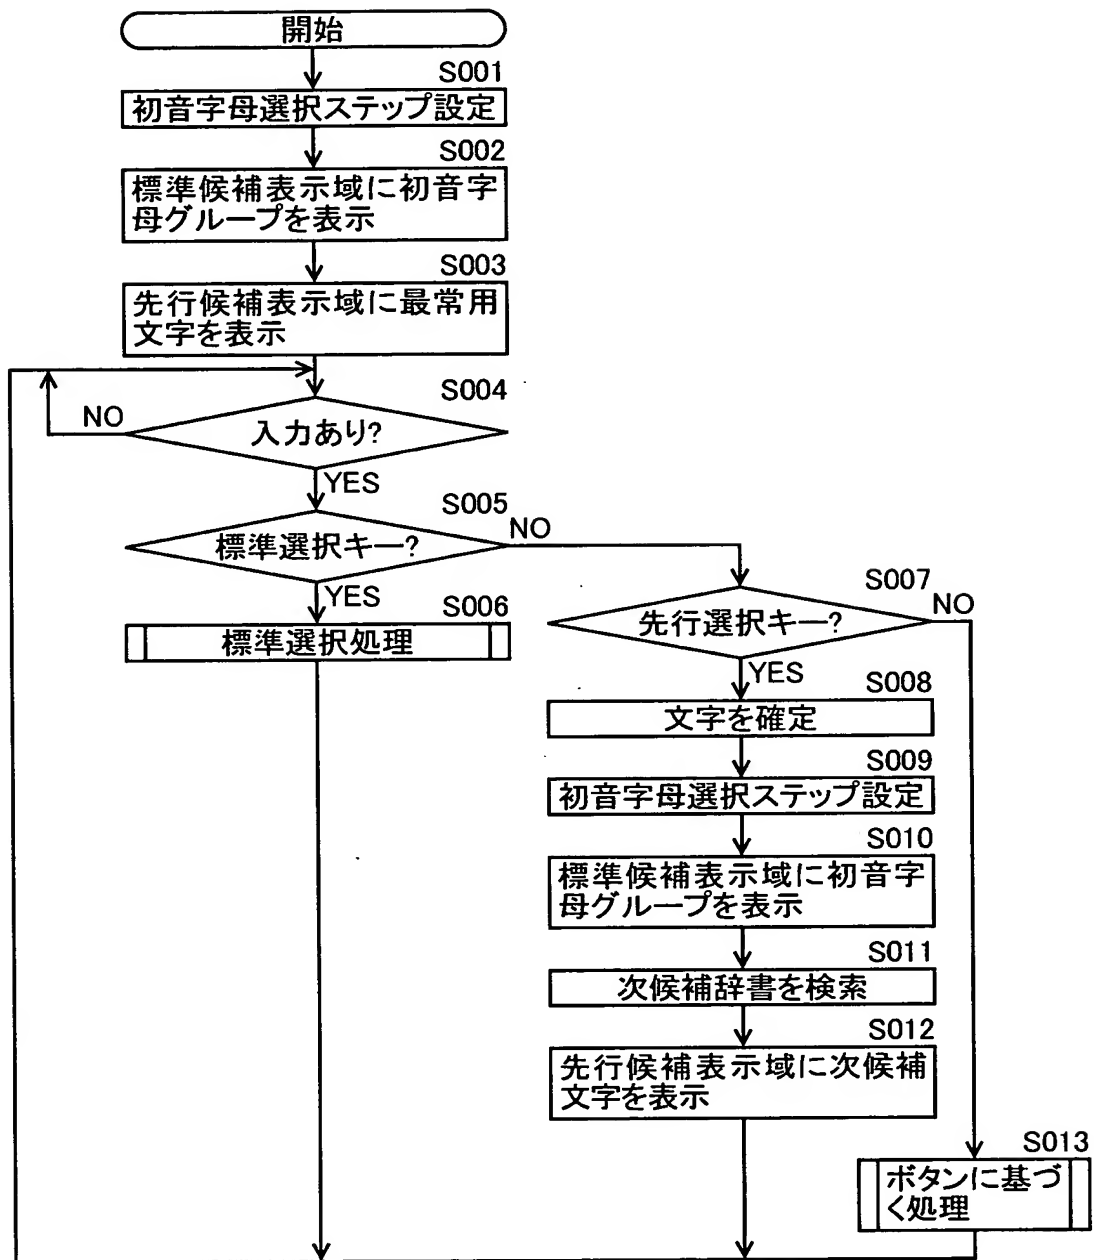 開始
S001
初音字母選択ステップ設定
S002
標準候補表示域に初音字
母グループを表示
S003
先行候補表示域に最常用
文字を表示
S004
NO
入力あり?
YES
S005
NO
標準選択キー?
YES
S006
標準選択処理
S007
NO
先行選択キー?
YES
S008
文字を確定
S009
初音字母選択ステップ設定
S010
標準候補表示域に初音字
母グループを表示
S011
次候補辞書を検索
S012
先行候補表示域に次候補
文字を表示
S013
ボタンに基づ
く処理